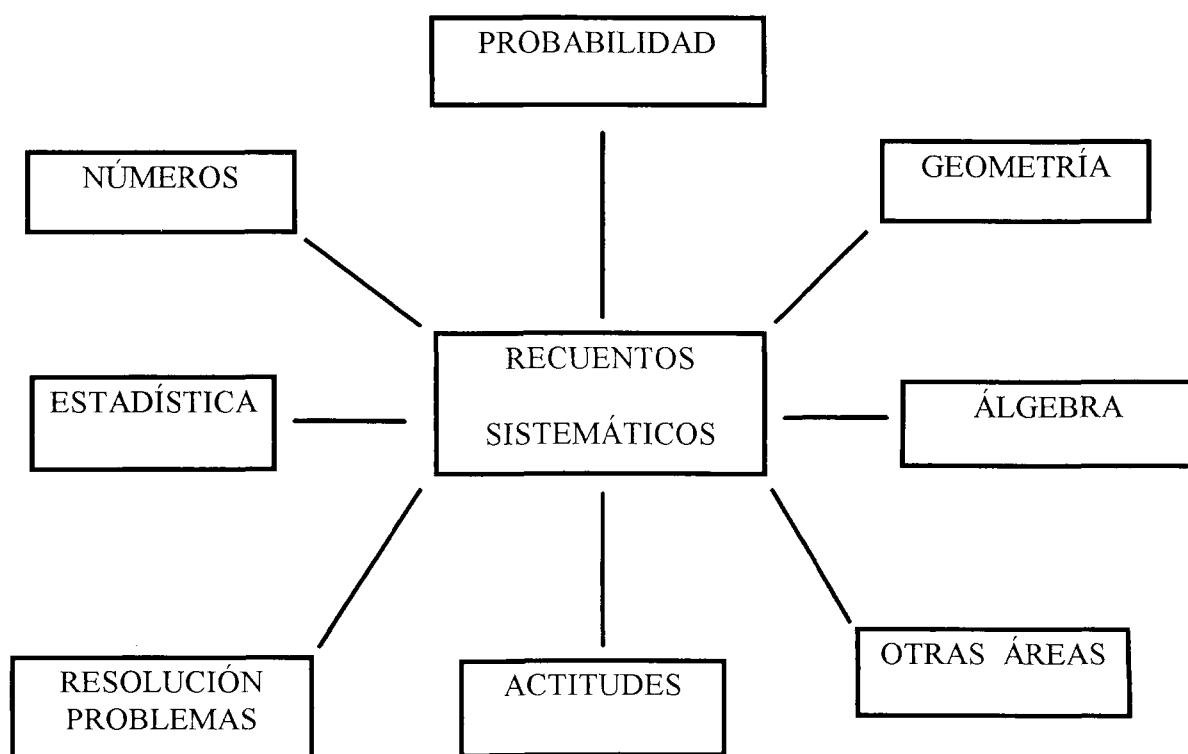 PROBABILIDAD
NÚMEROS
GEOMETRÍA
RECUENTOS
SISTEMÁTICOS
ESTADÍSTICA
ÁLGEBRA
RESOLUCIÓN
PROBLEMAS
ACTITUDES
OTRAS ÁREAS